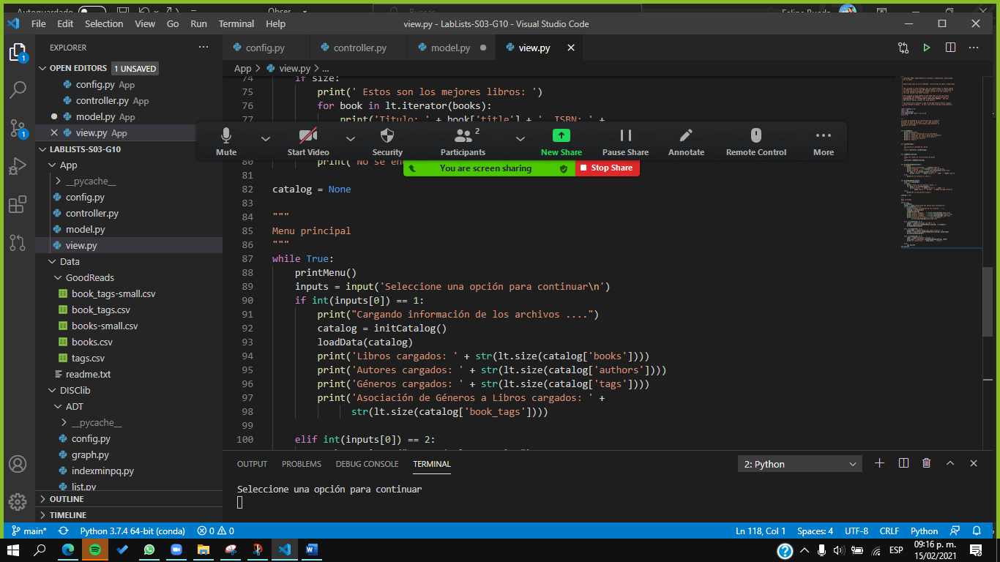 Autoguardado
Obser
Buscar
Felipe Rueda
File Edit Selection View Go Run Terminal Help
view.py - LabLists-S03-G10 - Visual Studio Code
EXPLORER
config.py
controller.py
model.py
view.py
App > view.py > ...
OPEN EDITORS 1 UNSAVED
config.py App
controller.py App
model.py App
view.py App
LABLISTS-S03-G10
App
__pycache__
config.py
controller.py
model.py
view.py
Data
GoodReads
book_tags-small.csv
book_tags.csv
books-small.csv
books.csv
tags.csv
readme.txt
DISClib
ADT
__pycache__
config.py
graph.py
indexminpq.py
list.py
OUTLINE
TIMELINE
1
1
74 if size:
75 print(' Estos son los mejores libros: ')
76 for book in lt.iterator(books):
77 print('Titulo: ' + book['title'] + ' ISBN: ' +
Mute
Start Video
Security
2
Participants
New Share
Pause Share
Annotate
Remote Control
More
80 print('No se en
You are screen sharing
Stop Share
81
82 catalog = None
83
84 """
85 Menu principal
86 """
87 while True:
88 printMenu()
89 inputs = input('Seleccione una opción para continuar\n')
90 if int(inputs[0]) == 1:
91 print("Cargando información de los archivos ....")
92 catalog = initCatalog()
93 loadData(catalog)
94 print('Libros cargados: ' + str(lt.size(catalog['books'])))
95 print('Autores cargados: ' + str(lt.size(catalog['authors'])))
96 print('Géneros cargados: ' + str(lt.size(catalog['tags'])))
97 print('Asociación de Géneros a Libros cargados: ' +
98 str(lt.size(catalog['book_tags'])))
99
100 elif int(inputs[0]) == 2:
OUTPUT PROBLEMS DEBUG CONSOLE TERMINAL
2: Python
Seleccione una opción para continuar
main* Python 3.7.4 64-bit (conda) 0 0
Ln 118, Col 1 Spaces: 4 UTF-8 CRLF Python
ESP
09:16 p. m.
15/02/2021